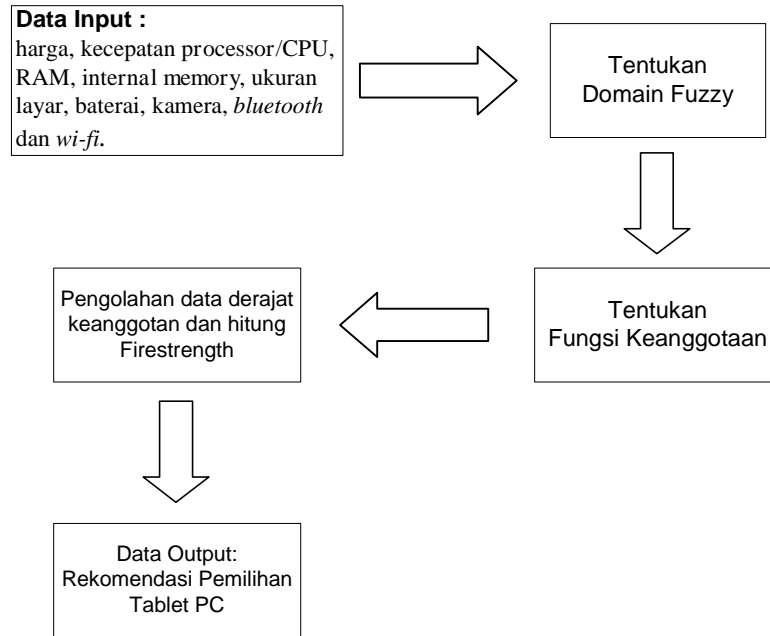 Data Input :
harga, kecepatan processor/CPU,
RAM, internal memory, ukuran
layar, baterai, kamera, bluetooth
dan wi-fi.
Tentukan
Domain Fuzzy
Tentukan
Fungsi Keanggotaan
Pengolahan data derajat
keanggotan dan hitung
Firestrength
Data Output:
Rekomendasi Pemilihan
Tablet PC